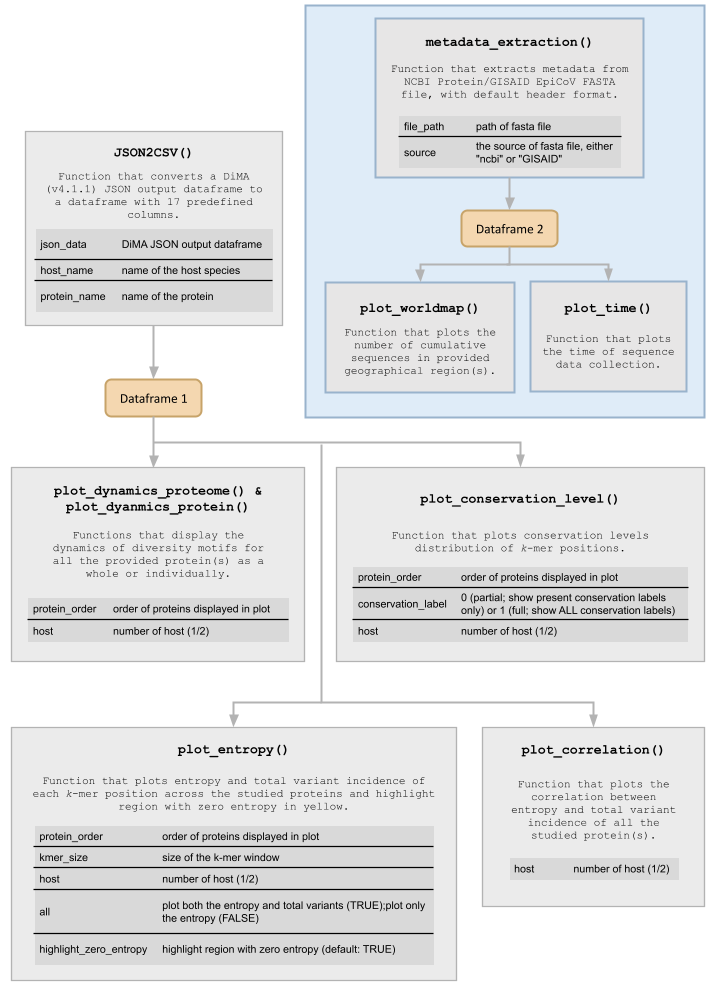 metadata_extraction()
Function that extracts metadata from
NCBI Protein/GISAID EpiCoV FASTA
file, with default header format.
file_path path of fasta file
source the source of fasta file, either
"ncbi" or "GISAID"
Dataframe 2
plot_worldmap()
Function that plots the
number of cumulative
sequences in provided
geographical region(s).
plot_time()
Function that plots
the time of sequence
data collection.
JSON2CSV()
Function that converts a DiMA
(v4.1.1) JSON output dataframe to
a dataframe with 17 predefined
columns.
json_data DiMA JSON output dataframe
host_name name of the host species
protein_name name of the protein
Dataframe 1
plot_dynamics_proteome() &
plot_dyanmics_protein()
Functions that display the
dynamics of diversity motifs for
all the provided protein(s) as a
whole or individually.
protein_order order of proteins displayed in plot
host number of host (1/2)
plot_conservation_level()
Function that plots conservation levels
distribution of k-mer positions.
protein_order order of proteins displayed in plot
conservation_label 0 (partial; show present conservation labels
only) or 1 (full; show ALL conservation labels)
host number of host (1/2)
plot_entropy()
Function that plots entropy and total variant incidence of
each k-mer position across the studied proteins and highlight
region with zero entropy in yellow.
protein_order order of proteins displayed in plot
kmer_size size of the k-mer window
host number of host (1/2)
all plot both the entropy and total variants (TRUE);plot only
the entropy (FALSE)
highlight_zero_entropy highlight region with zero entropy (default: TRUE)
plot_correlation()
Function that plots the
correlation between
entropy and total variant
incidence of all the
studied protein(s).
host number of host (1/2)